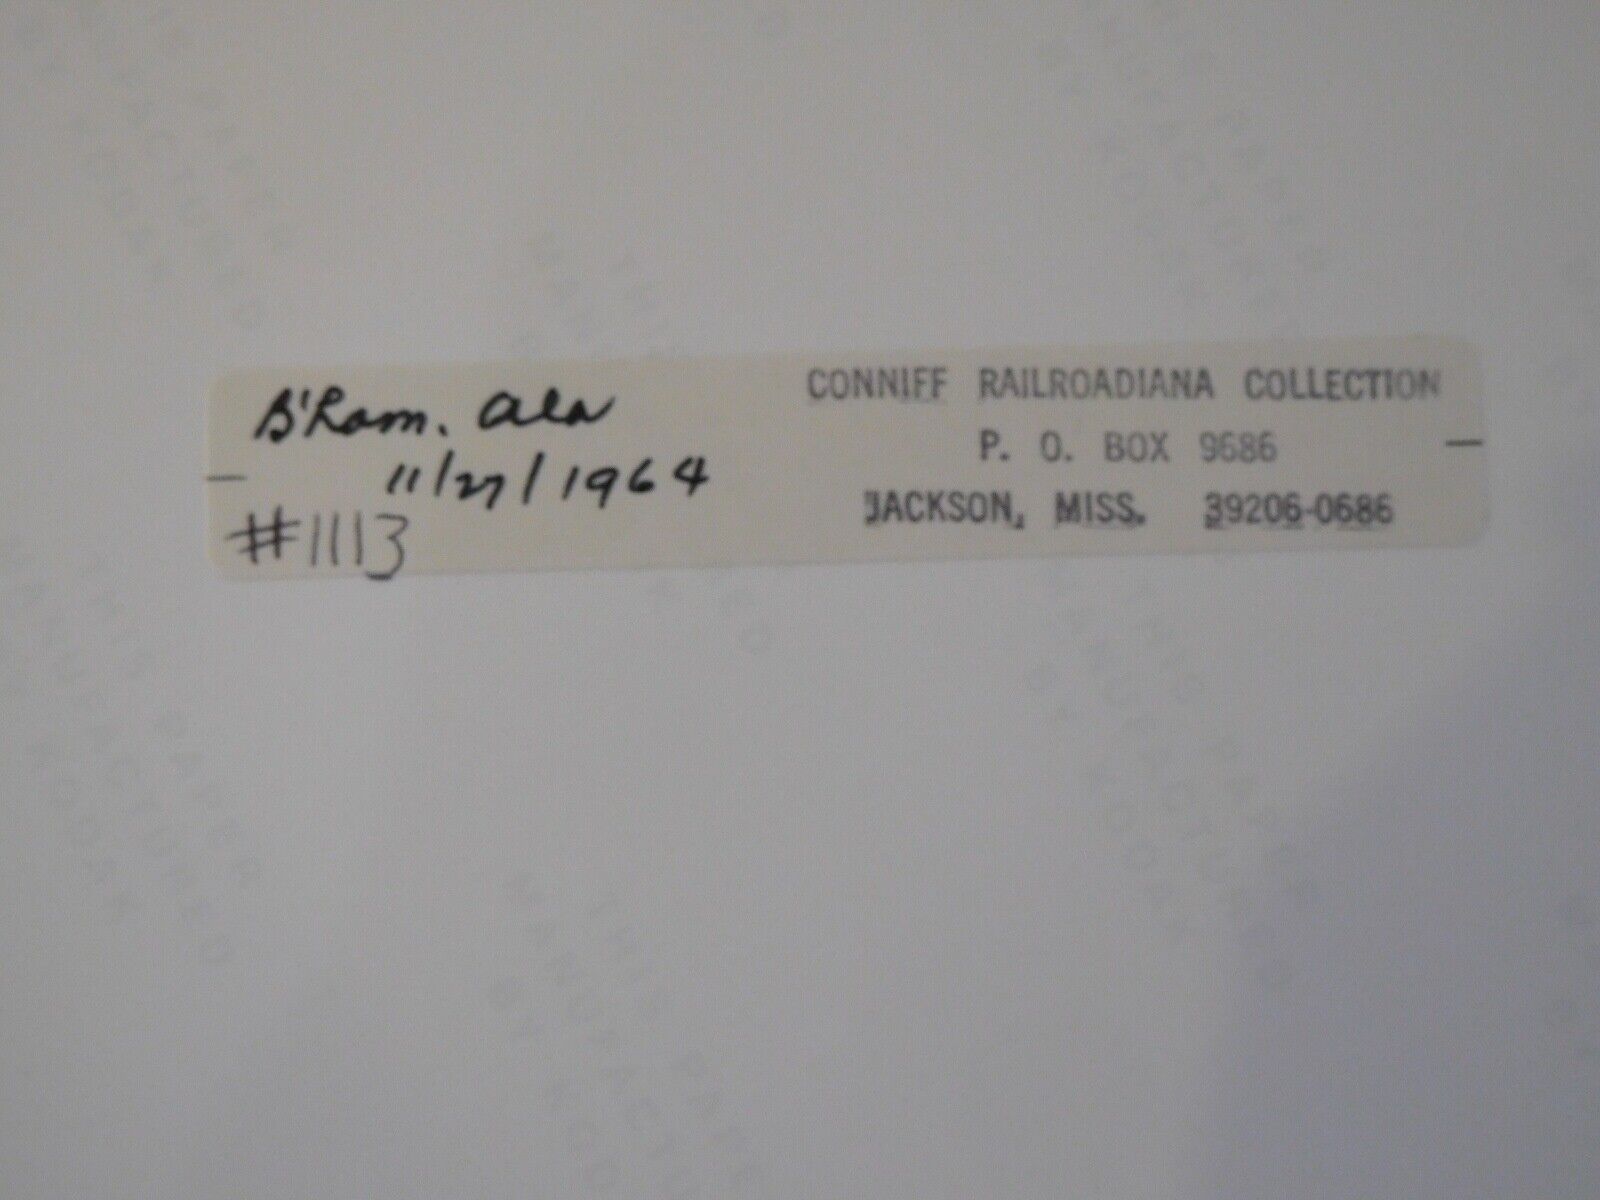 B'ham. Ala
11/27/1964
#1113
CONNIFF RAILROADIANA COLLECTION
P. O. BOX 9686
JACKSON, MISS. 39206-0686